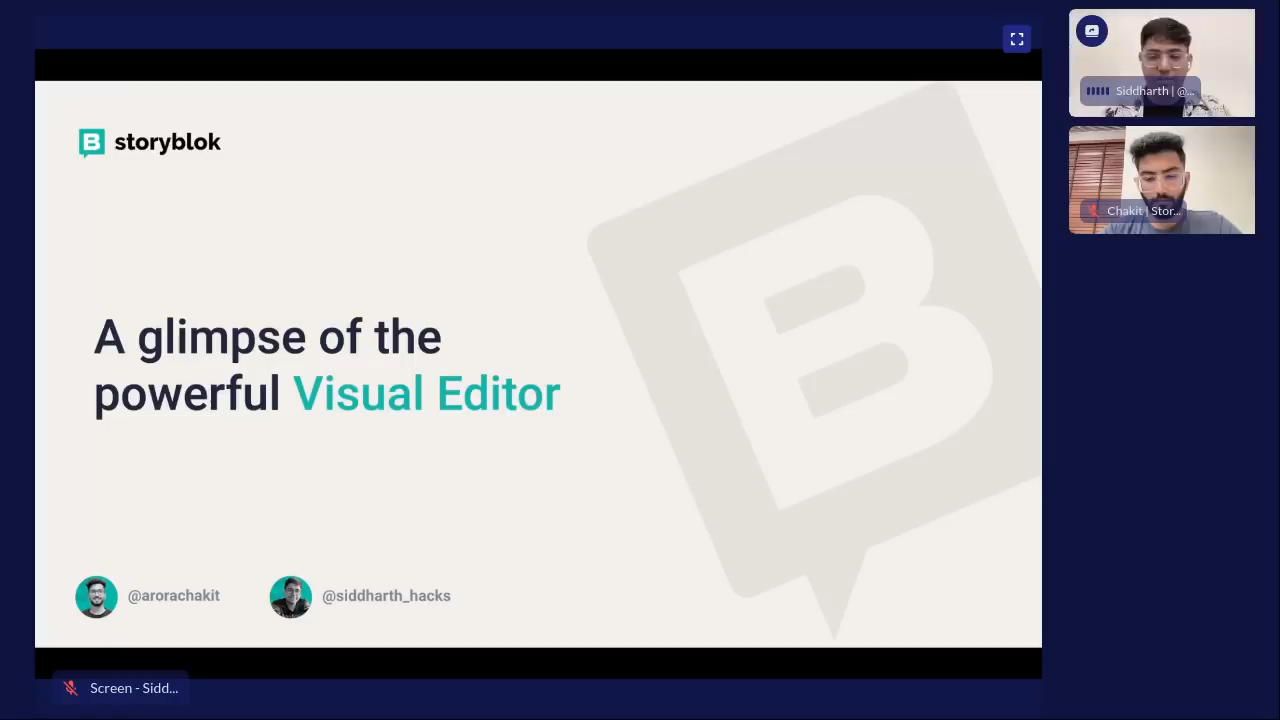 storyblok
A glimpse of the
powerful Visual Editor
@arorachakit
@siddharth_hacks
Screen - Sidd...
Siddharth | @...
Chakit | Stor...